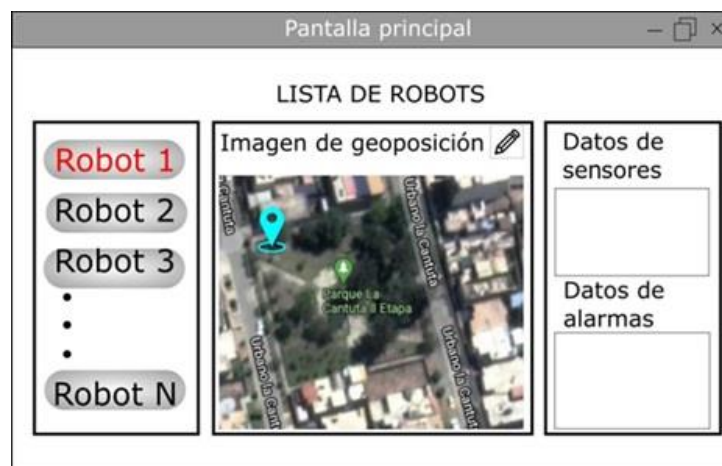 Pantalla principal
LISTA DE ROBOTS
Robot 1
Robot 2
Robot 3
Robot N
Imagen de geoposición
Cantuta
Urbano la Cantuta
Parque La
Cantuta II Etapa
Urbano la Cant
Urbano la Cantuta
Datos de
sensores
Datos de
alarmas